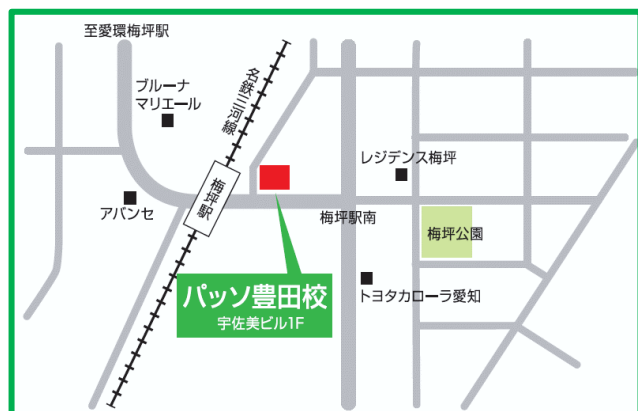 至愛環梅坪駅
ブルーナ
マリエール
名鉄三河線
レジデンス梅坪
梅坪駅
アバンセ
梅坪駅南
梅坪公園
パッソ豊田校
宇佐美ビル1F
トヨタカローラ愛知